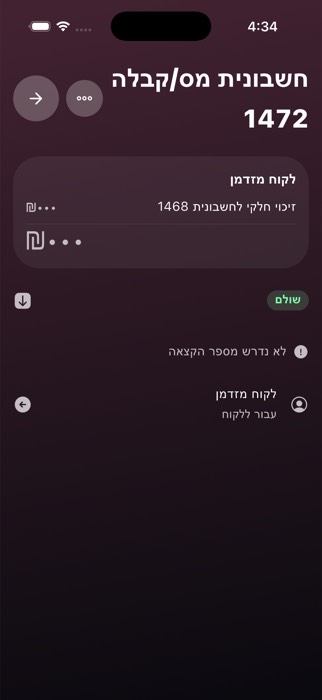 4:34
חשבונית מס/קבלה
1472
לקוח מזדמן
זיכוי חלקי לחשבונית 1468
₪•••
₪•••
שולם
לא נדרש מספר הקצאה
לקוח מזדמן
עבור ללקוח